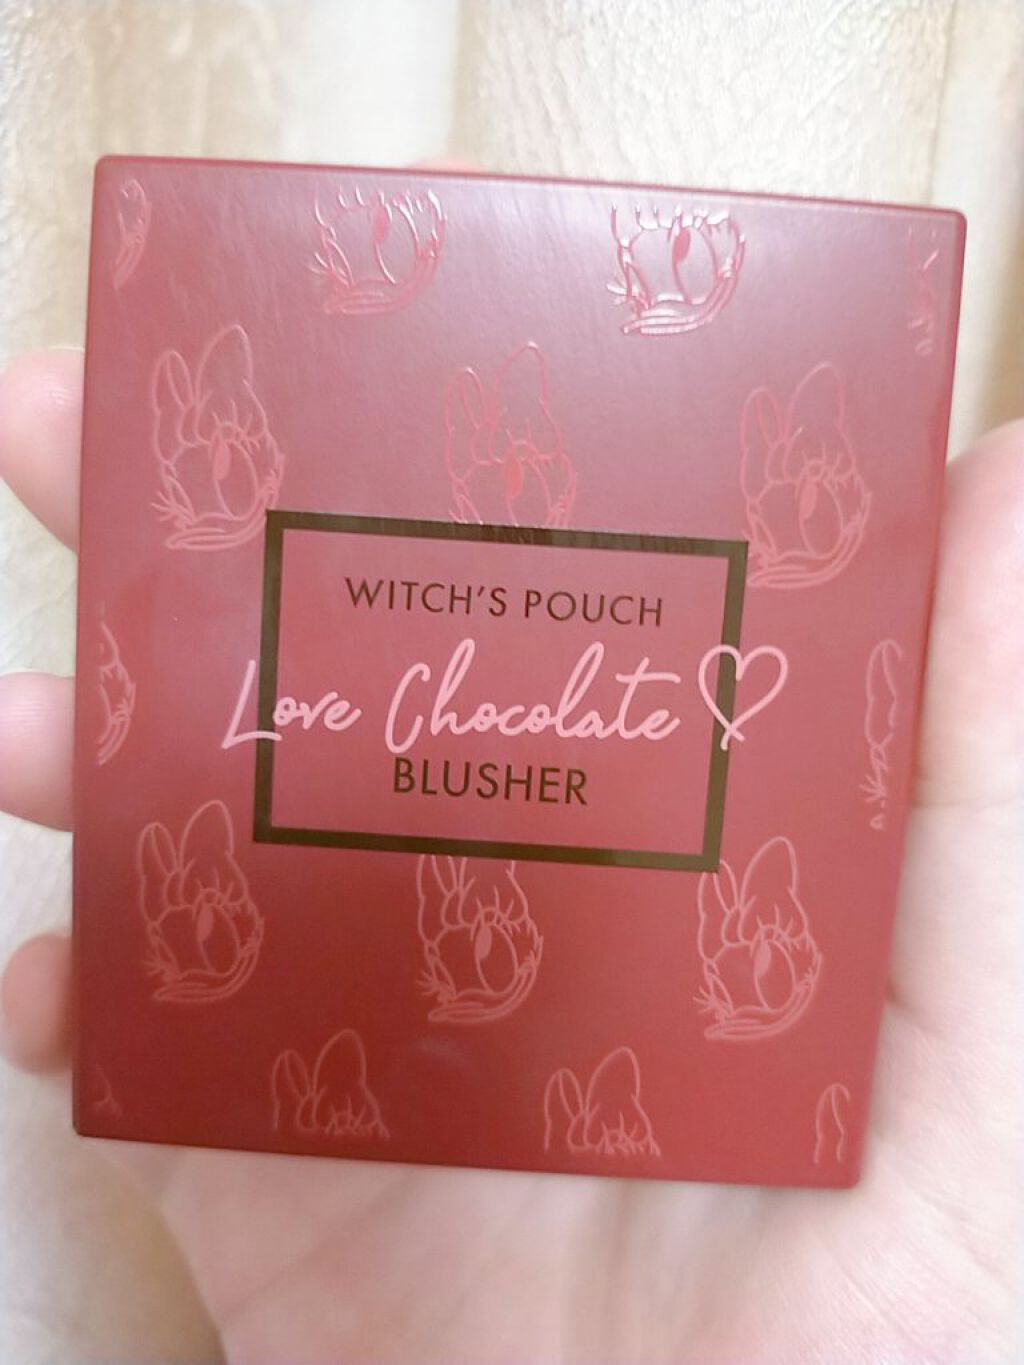 WITCH'S POUCH
Love Chocolate♡
BLUSHER